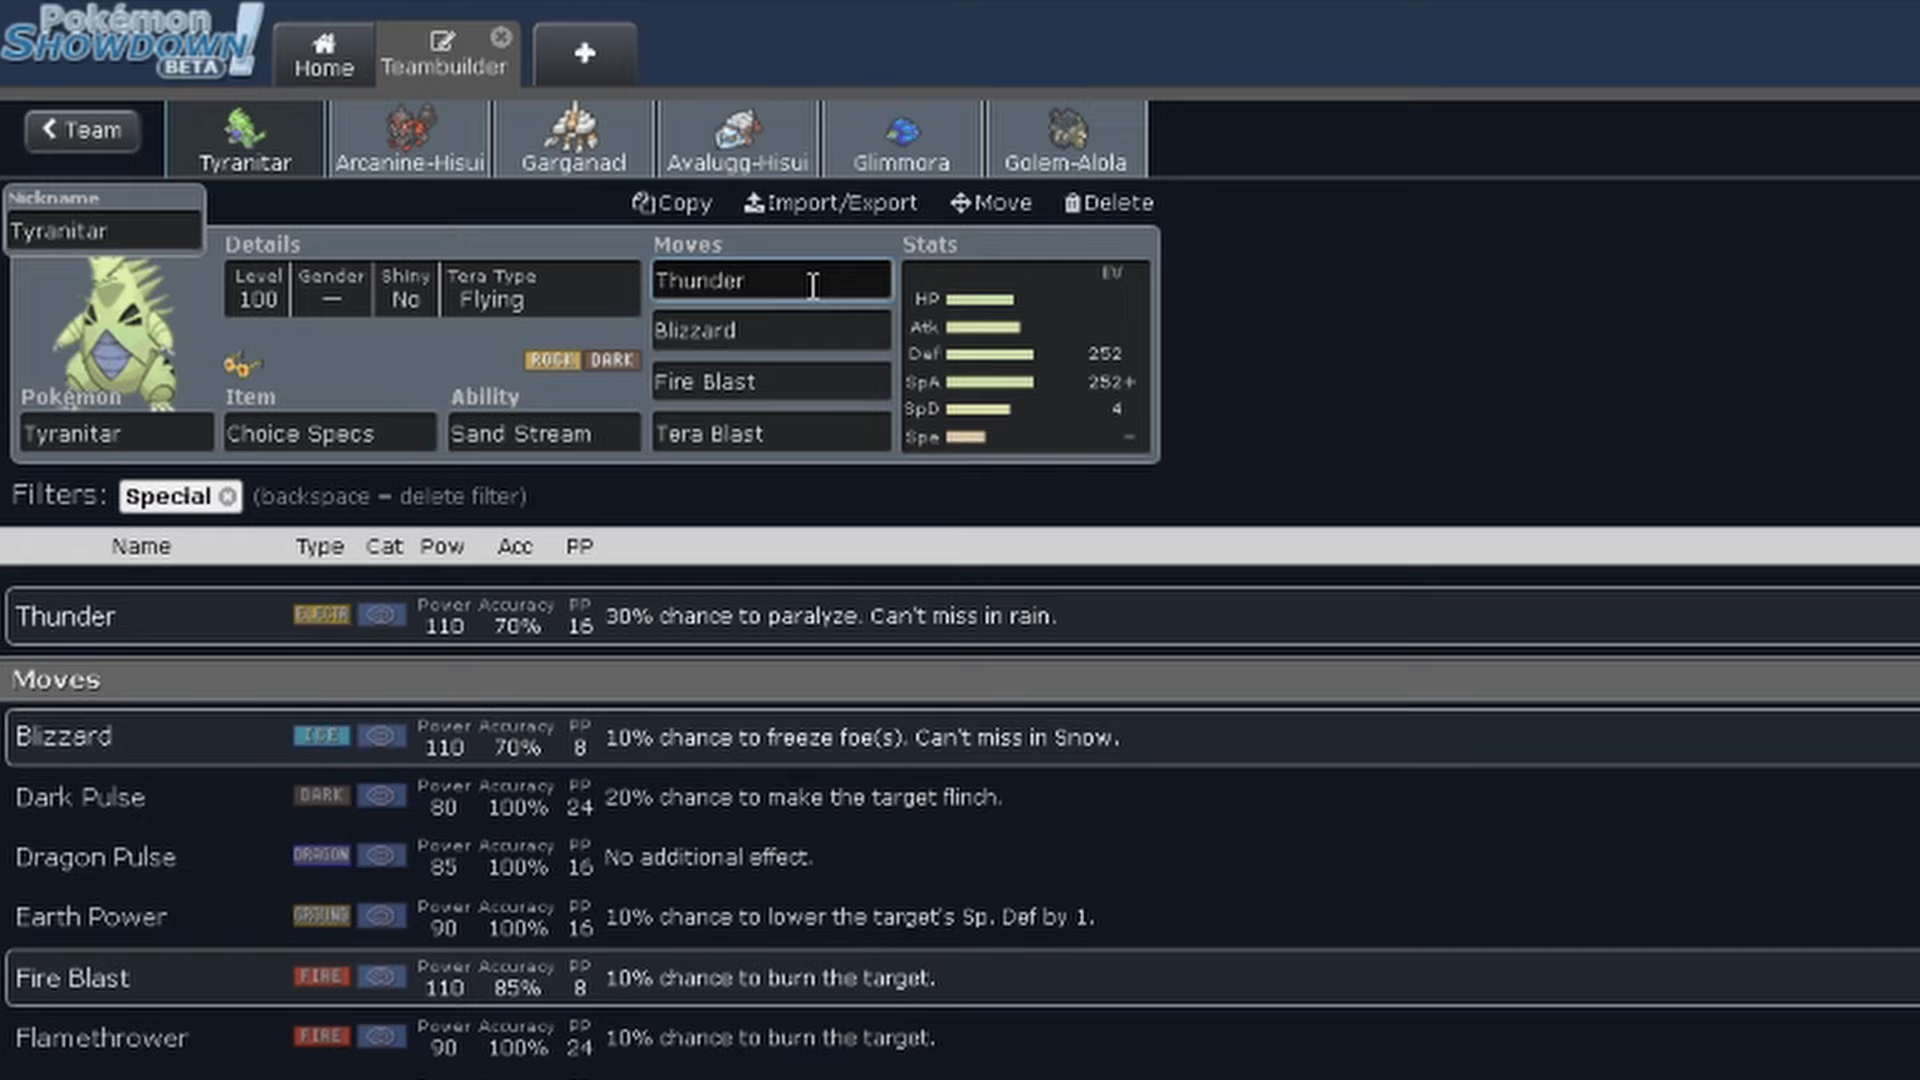 Pokémon
SHOWDOWN!
BETA
Home
Teambuilder
Team
Tyranitar
Arcanine-Hisui
Garganad
Avalugg-Hisui
Glimmora
Golem-Alola
Nickname
Tyranitar
Copy Import/Export Move Delete
Details
Level 100
Gender —
Shiny No
Tera Type Flying
ROCK DARK
Pokémon
Tyranitar
Item
Choice Specs
Ability
Sand Stream
Moves
Thunder
Blizzard
Fire Blast
Tera Blast
Stats
EV
HP
Atk
Def 252
SpA 252+
SpD 4
Spe −
Filters: Special (backspace = delete filter)
Name Type Cat Pow Acc PP
Thunder ELECTR Power 110 Accuracy 70% PP 16 30% chance to paralyze. Can't miss in rain.
Moves
Blizzard ICE Power 110 Accuracy 70% PP 8 10% chance to freeze foe(s). Can't miss in Snow.
Dark Pulse DARK Power 80 Accuracy 100% PP 24 20% chance to make the target flinch.
Dragon Pulse DRAGON Power 85 Accuracy 100% PP 16 No additional effect.
Earth Power GROUND Power 90 Accuracy 100% PP 16 10% chance to lower the target's Sp. Def by 1.
Fire Blast FIRE Power 110 Accuracy 85% PP 8 10% chance to burn the target.
Flamethrower FIRE Power 90 Accuracy 100% PP 24 10% chance to burn the target.